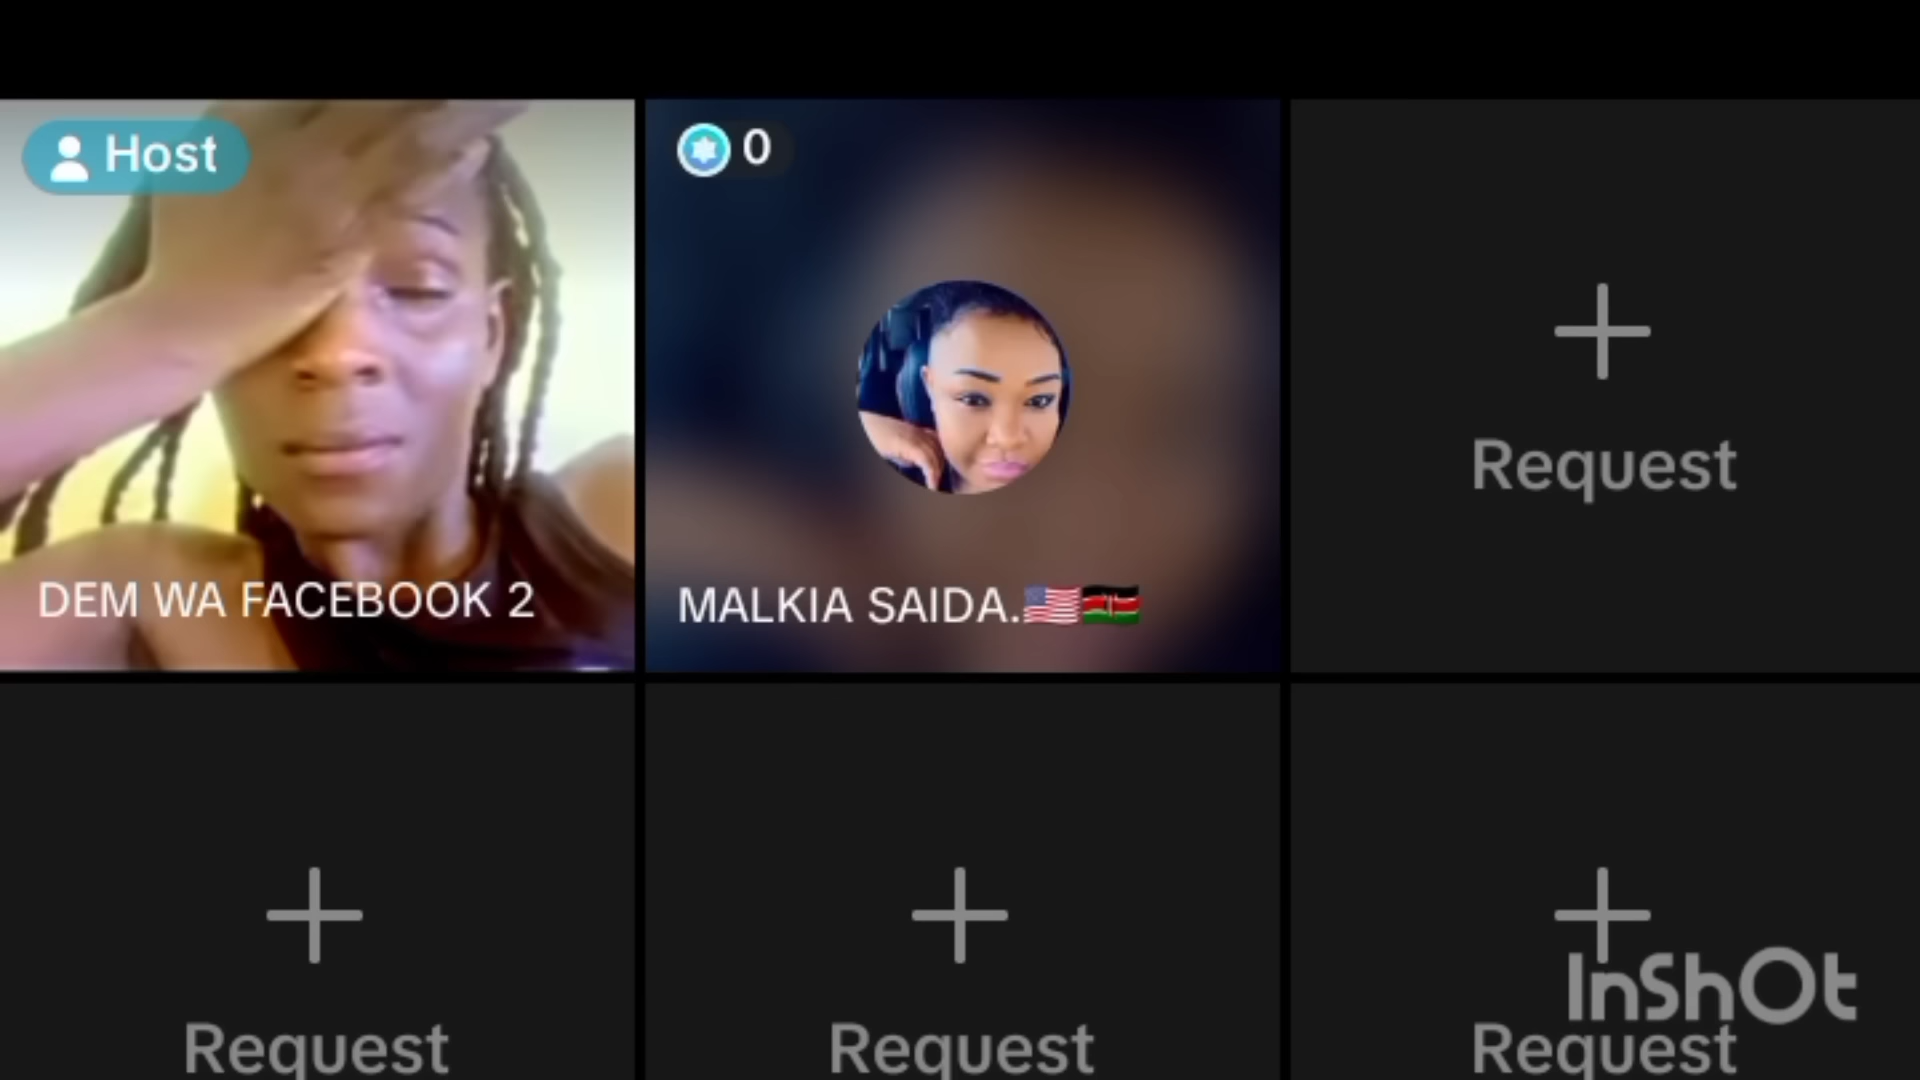 Host
0
DEM WA FACEBOOK 2
MALKIA SAIDA.🇺🇸🇰🇪
Request
Request
Request
Request
InShOt